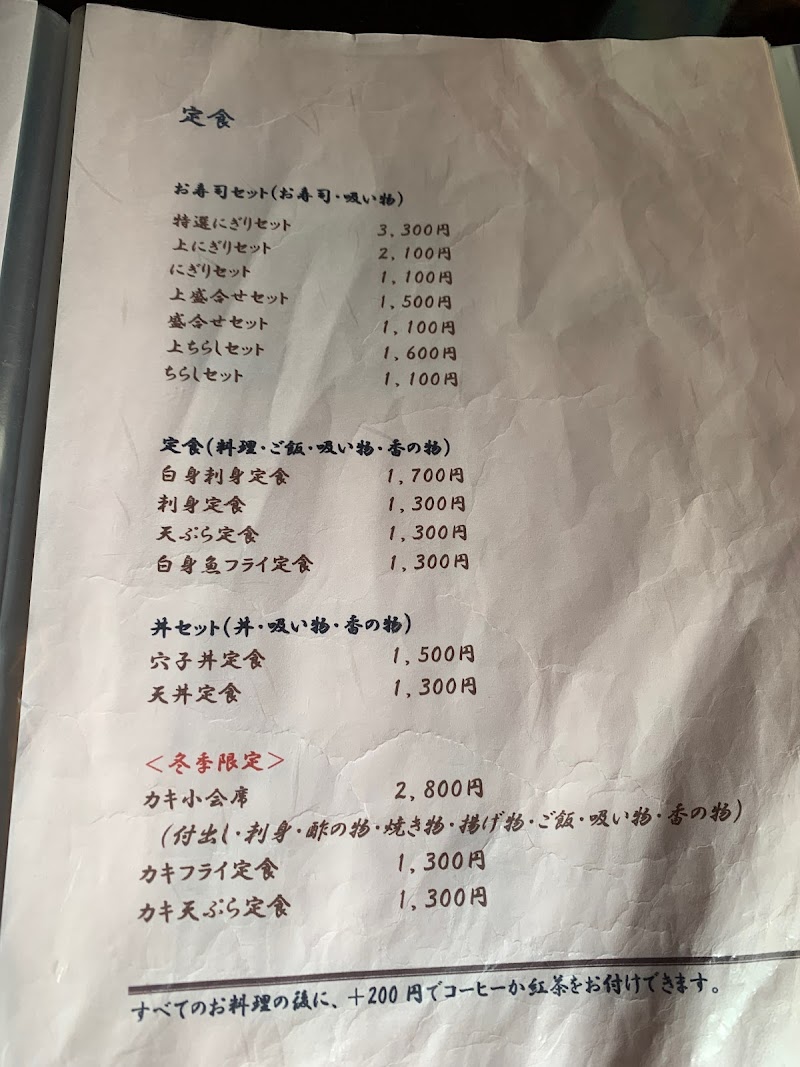 定食
お寿司セット(お寿司・吸い物)
特選にぎりセット 3,300円
上にぎりセット 2,100円
にぎりセット 1,100円
上盛合せセット 1,500円
盛合せセット 1,100円
上ちらしセット 1,600円
ちらしセット 1,100円
定食(料理・ご飯・吸い物・香の物)
白身刺身定食 1,700円
刺身定食 1,300円
天ぷら定食 1,300円
白身魚フライ定食 1,300円
丼セット(丼・吸い物・香の物)
穴子丼定食 1,500円
天丼定食 1,300円
<冬季限定>
カキ小会席 2,800円
(付出し・刺身・酢の物・焼き物・揚げ物・ご飯・吸い物・香の物)
カキフライ定食 1,300円
カキ天ぷら定食 1,300円
すべてのお料理の後に、+200円でコーヒーか紅茶をお付けできます。